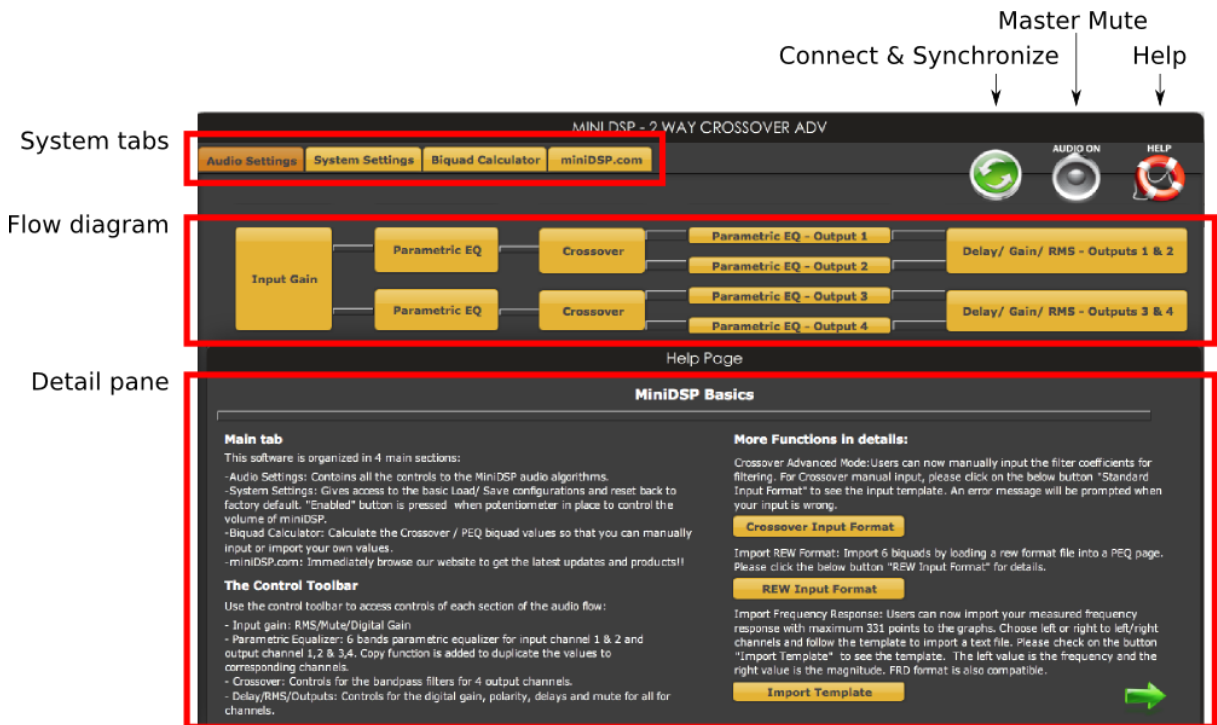 Master Mute
Connect & Synchronize
Help
MINI DSP - 2 WAY CROSSOVER ADV
System tabs
Audio Settings
System Settings
Biquad Calculator
miniDSP.com
AUDIO ON
HELP
Flow diagram
Input Gain
Parametric EQ
Crossover
Parametric EQ - Output 1
Parametric EQ - Output 2
Delay/ Gain/ RMS - Outputs 1 & 2
Parametric EQ
Crossover
Parametric EQ - Output 3
Parametric EQ - Output 4
Delay/ Gain/ RMS - Outputs 3 & 4
Help Page
Detail pane
MiniDSP Basics
Main tab
This software is organized in 4 main sections:
-Audio Settings: Contains all the controls to the MiniDSP audio algorithms.
-System Settings: Gives access to the basic Load/ Save configurations and reset back to
factory default. "Enabled" button is pressed when potentiometer in place to control the
volume of miniDSP.
-Biquad Calculator: Calculate the Crossover / PEQ biquad values so that you can manually
input or import your own values.
-miniDSP.com: Immediately browse our website to get the latest updates and products!!
The Control Toolbar
Use the control toolbar to access controls of each section of the audio flow:
- Input gain: RMS/Mute/Digital Gain
- Parametric Equalizer: 6 bands parametric equalizer for input channel 1 & 2 and
output channel 1,2 & 3,4. Copy function is added to duplicate the values to
corresponding channels.
- Crossover: Controls for the bandpass filters for 4 output channels.
- Delay/RMS/Outputs: Controls for the digital gain, polarity, delays and mute for all for
channels.
More Functions in details:
Crossover Advanced Mode:Users can now manually input the filter coefficients for
filtering. For Crossover manual input, please click on the below button "Standard
Input Format" to see the input template. An error message will be prompted when
your input is wrong.
Crossover Input Format
Import REW Format: Import 6 biquads by loading a rew format file into a PEQ page.
Please click the below button "REW Input Format" for details.
REW Input Format
Import Frequency Response: Users can now import your measured frequency
response with maximum 331 points to the graphs. Choose left or right to left/right
channels and follow the template to import a text file. Please check on the button
"Import Template" to see the template. The left value is the frequency and the
right value is the magnitude. FRD format is also compatible.
Import Template